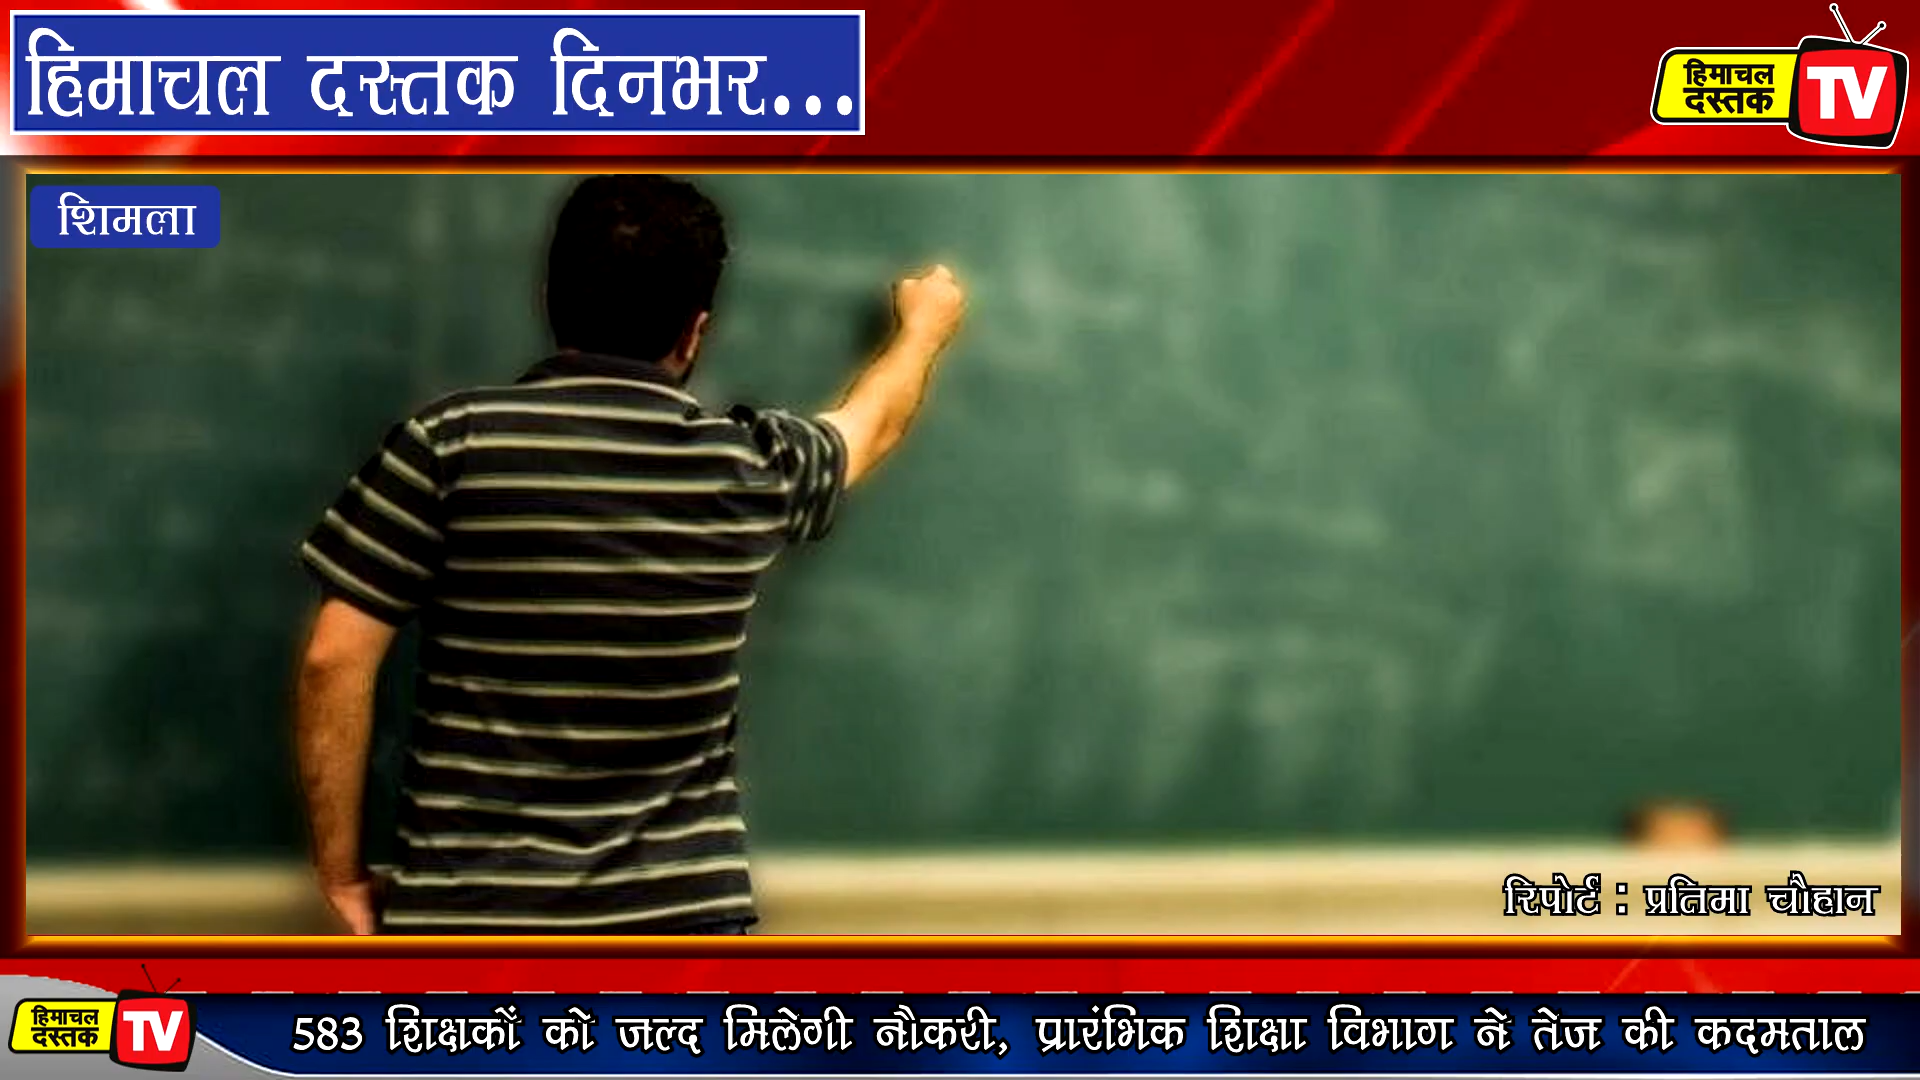 हिमाचल दस्तक दिनभर...
हिमाचल
दस्तक
TV
शिमला
रिपोर्ट : प्रतिमा चौहान
हिमाचल
दस्तक
TV
583 शिक्षकों को जल्द मिलेगी नौकरी, प्रारंभिक शिक्षा विभाग ने तेज की कदमताल